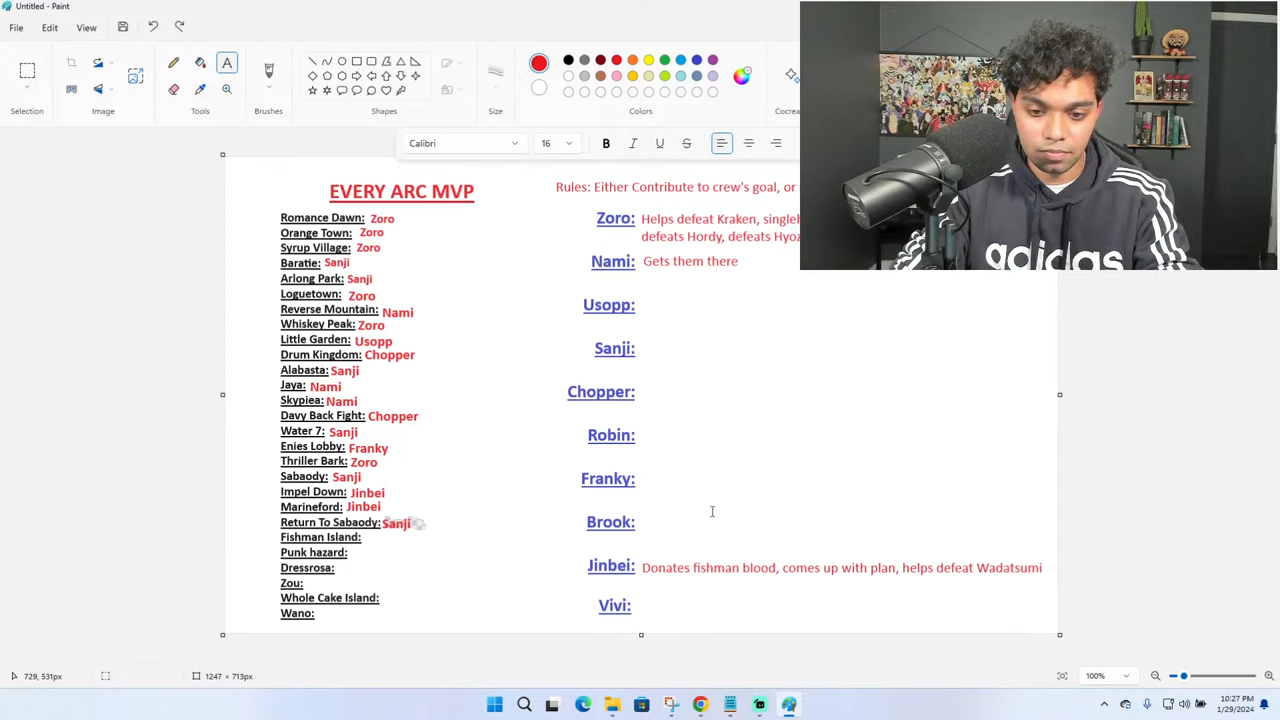 Untitled - Paint
File Edit View
Selection Image Tools Brushes Shapes Size Colors Cocrea
Calibri 16
EVERY ARC MVP
Rules: Either Contribute to crew's goal, or
Romance Dawn: Zoro
Orange Town: Zoro
Syrup Village: Zoro
Baratie: Sanji
Arlong Park: Sanji
Loguetown: Zoro
Reverse Mountain: Nami
Whiskey Peak: Zoro
Little Garden: Usopp
Drum Kingdom: Chopper
Alabasta: Sanji
Jaya: Nami
Skypiea: Nami
Davy Back Fight: Chopper
Water 7: Sanji
Enies Lobby: Franky
Thriller Bark: Zoro
Sabaody: Sanji
Impel Down: Jinbei
Marineford: Jinbei
Return To Sabaody: Sanji
Fishman Island:
Punk hazard:
Dressrosa:
Zou:
Whole Cake Island:
Wano:
Zoro: Helps defeat Kraken,
defeats Hordy, defeats
Nami: Gets them there
Usopp:
Sanji:
Chopper:
Robin:
Franky:
Brook:
Jinbei: Donates fishman blood, comes up with plan, helps defeat Wadatsumi
Vivi:
adidas
729, 531px
1247 × 713px
100%
10:27 PM
1/29/2024